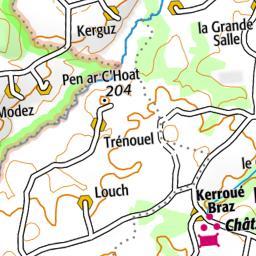 Kerguz
la Grande
Salle
Pen ar C'Hoat
204
Modez
Trénouel
le
Louch
Kerroué
Braz
Chât